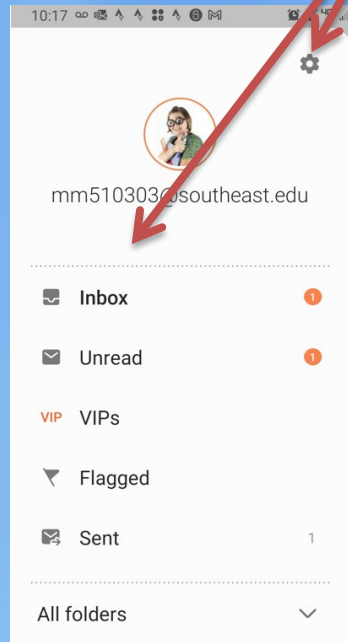 10:17
mm510303@southeast.edu
Inbox 1
Unread 1
VIP VIPs
Flagged
Sent 1
All folders